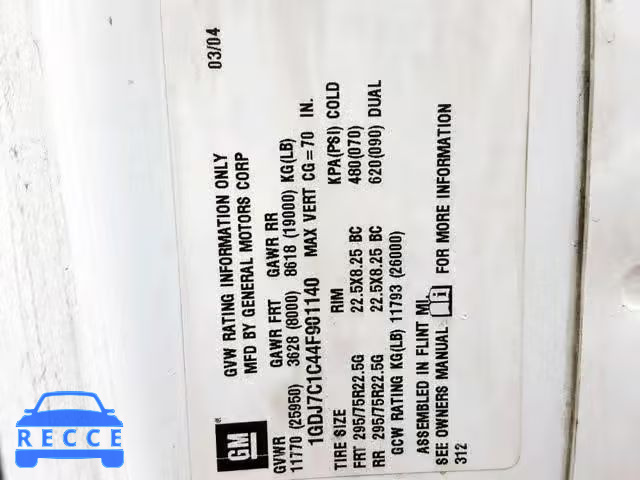 GVW RATING INFORMATION ONLY 03/04
MFD BY GENERAL MOTORS CORP
GM
GVWR GAWR FRT GAWR RR
11770 (25950) 3628 (8000) 8618 (19000) KG(LB)
1GDJ7C1C44F901140 MAX VERT CG=70 IN.
TIRE SIZE RIM KPA(PSI) COLD
FRT 295/75R22.5G 22.5X8.25 BC 480(070)
RR 295/75R22.5G 22.5X8.25 BC 620(090) DUAL
GCW RATING KG(LB) 11793 (26000)
ASSEMBLED IN FLINT MI.
SEE OWNERS MANUAL FOR MORE INFORMATION
312
123
RECCE